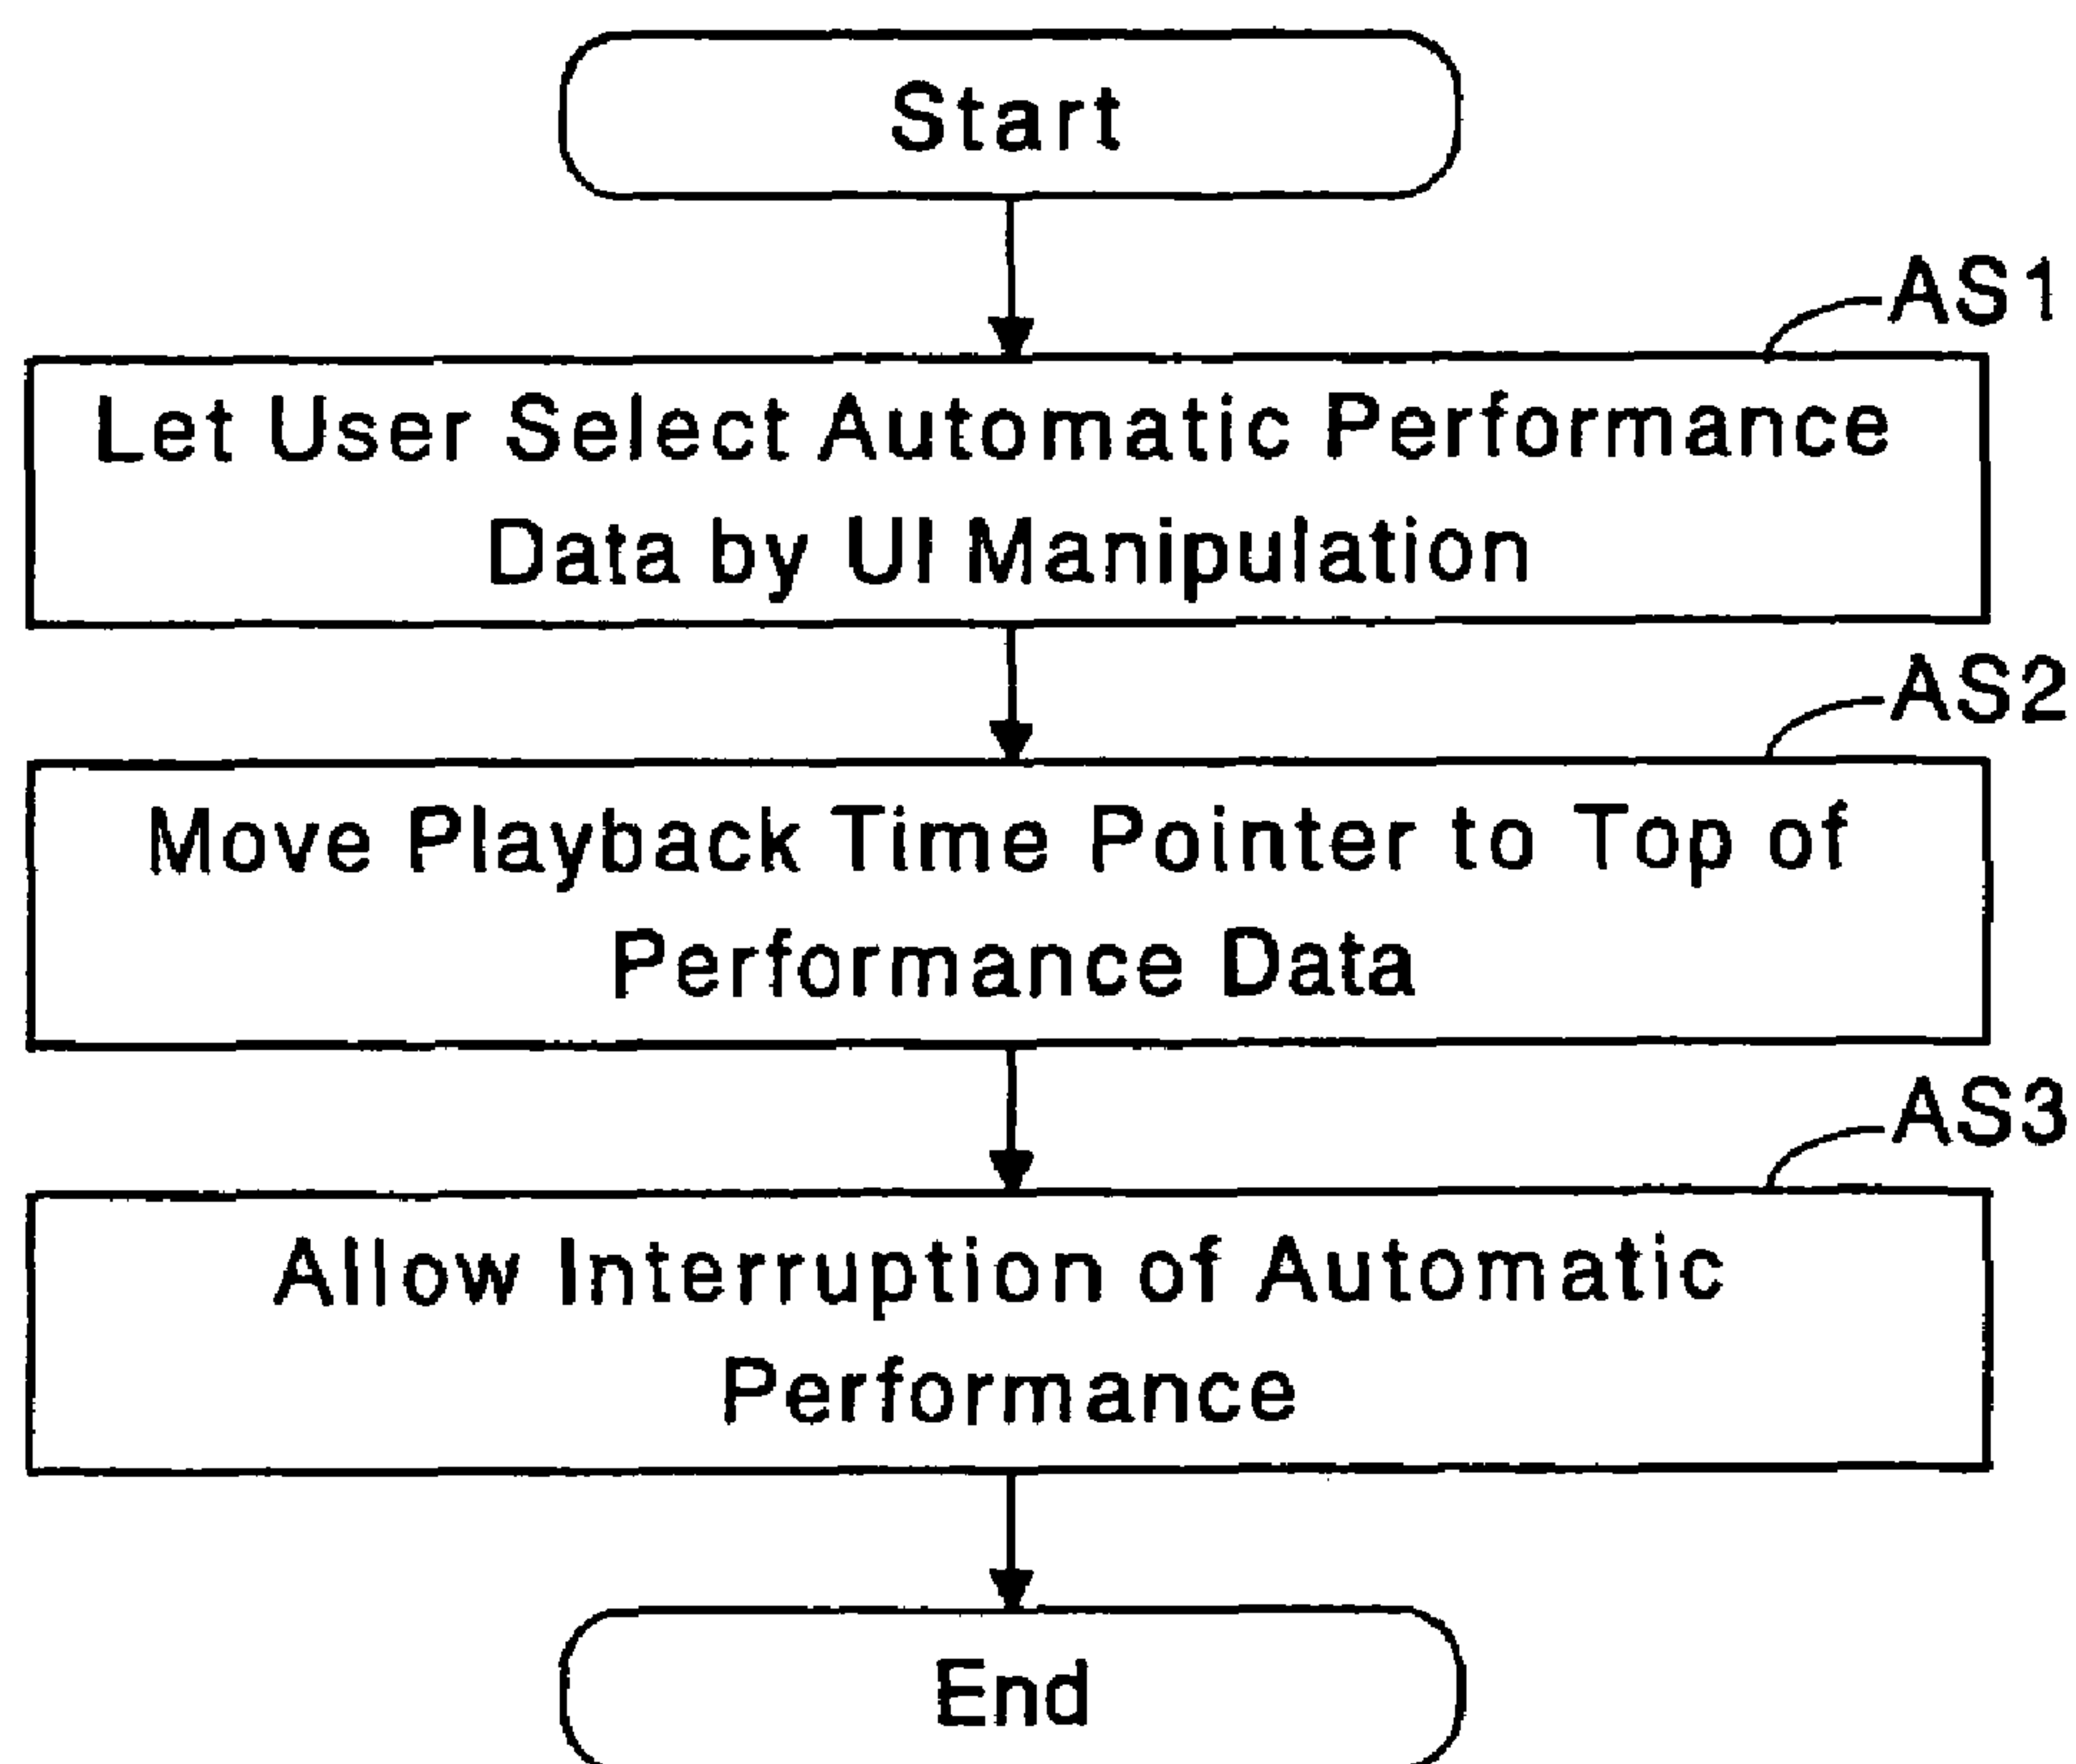 Start
AS1
Let User Select Automatic Performance
Data by UI Manipulation
AS2
Move Playback Time Pointer to Top of
Performance Data
AS3
Allow Interruption of Automatic
Performance
End